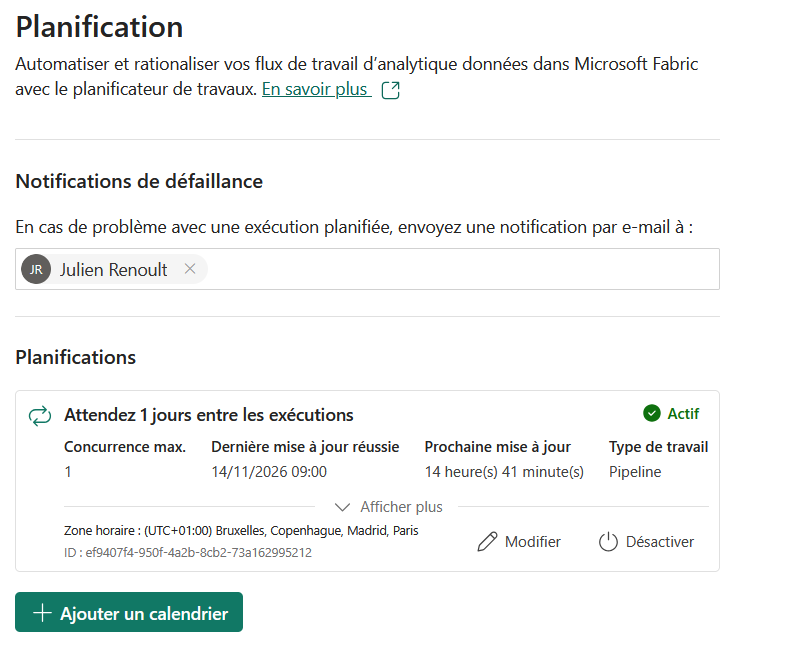 Planification
Automatiser et rationaliser vos flux de travail d’analytique données dans Microsoft Fabric
avec le planificateur de travaux. En savoir plus
Notifications de défaillance
En cas de problème avec une exécution planifiée, envoyez une notification par e-mail à :
JR Julien Renoult
Planifications
Attendez 1 jours entre les exécutions Actif
Concurrence max. Dernière mise à jour réussie Prochaine mise à jour Type de travail
1 14/11/2026 09:00 14 heure(s) 41 minute(s) Pipeline
Afficher plus
Zone horaire : (UTC+01:00) Bruxelles, Copenhague, Madrid, Paris
ID : ef9407f4-950f-4a2b-8cb2-73a162995212
Modifier Désactiver
Ajouter un calendrier